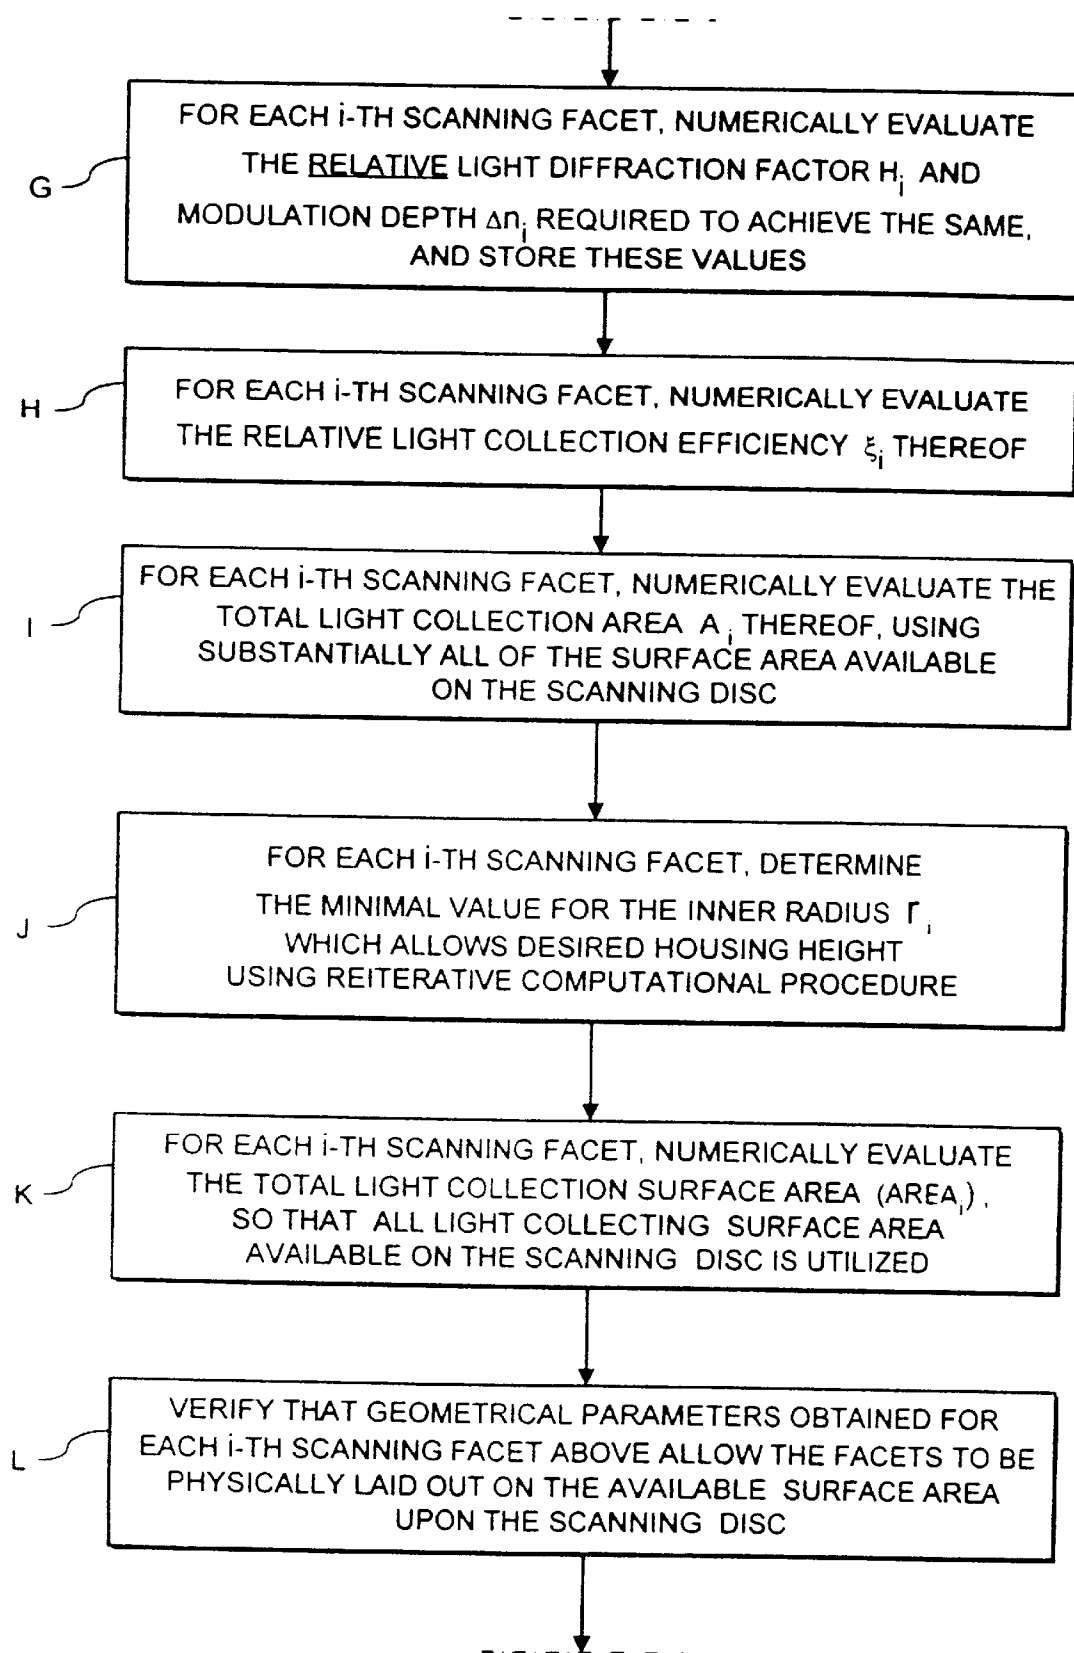 FOR EACH i-TH SCANNING FACET, NUMERICALLY EVALUATE
THE RELATIVE LIGHT DIFFRACTION FACTOR Hi AND
G
MODULATION DEPTH Δni REQUIRED TO ACHIEVE THE SAME,
AND STORE THESE VALUES
FOR EACH i-TH SCANNING FACET, NUMERICALLY EVALUATE
H
THE RELATIVE LIGHT COLLECTION EFFICIENCY ξi THEREOF
FOR EACH i-TH SCANNING FACET, NUMERICALLY EVALUATE THE
TOTAL LIGHT COLLECTION AREA Ai THEREOF, USING
I
SUBSTANTIALLY ALL OF THE SURFACE AREA AVAILABLE
ON THE SCANNING DISC
FOR EACH i-TH SCANNING FACET, DETERMINE
THE MINIMAL VALUE FOR THE INNER RADIUS ri
J
WHICH ALLOWS DESIRED HOUSING HEIGHT
USING REITERATIVE COMPUTATIONAL PROCEDURE
FOR EACH i-TH SCANNING FACET, NUMERICALLY EVALUATE
K
THE TOTAL LIGHT COLLECTION SURFACE AREA (AREAi),
SO THAT ALL LIGHT COLLECTING SURFACE AREA
AVAILABLE ON THE SCANNING DISC IS UTILIZED
VERIFY THAT GEOMETRICAL PARAMETERS OBTAINED FOR
L
EACH i-TH SCANNING FACET ABOVE ALLOW THE FACETS TO BE
PHYSICALLY LAID OUT ON THE AVAILABLE SURFACE AREA
UPON THE SCANNING DISC